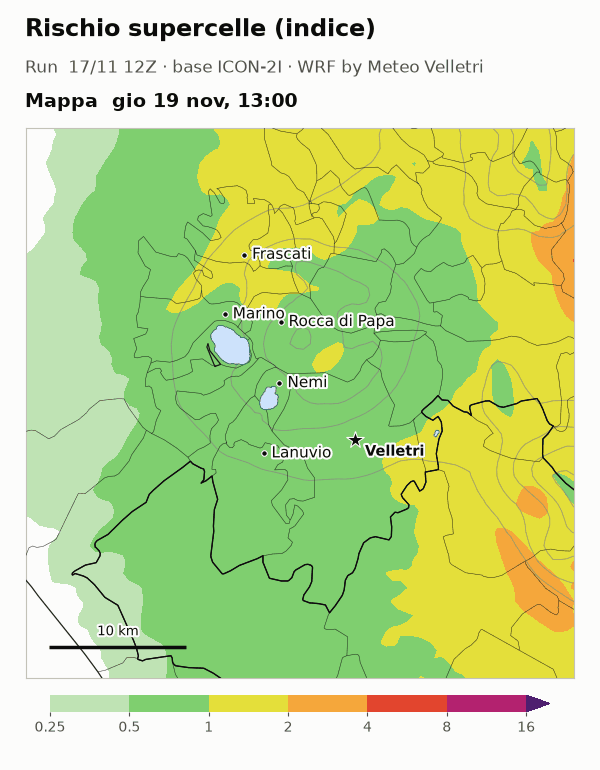 Rischio supercelle (indice)
Run  17/11 12Z · base ICON-2I · WRF by Meteo Velletri
Mappa  gio 19 nov, 13:00
Frascati
Marino
Rocca di Papa
Nemi
Velletri
Lanuvio
10 km
0.25 0.5 1 2 4 8 16